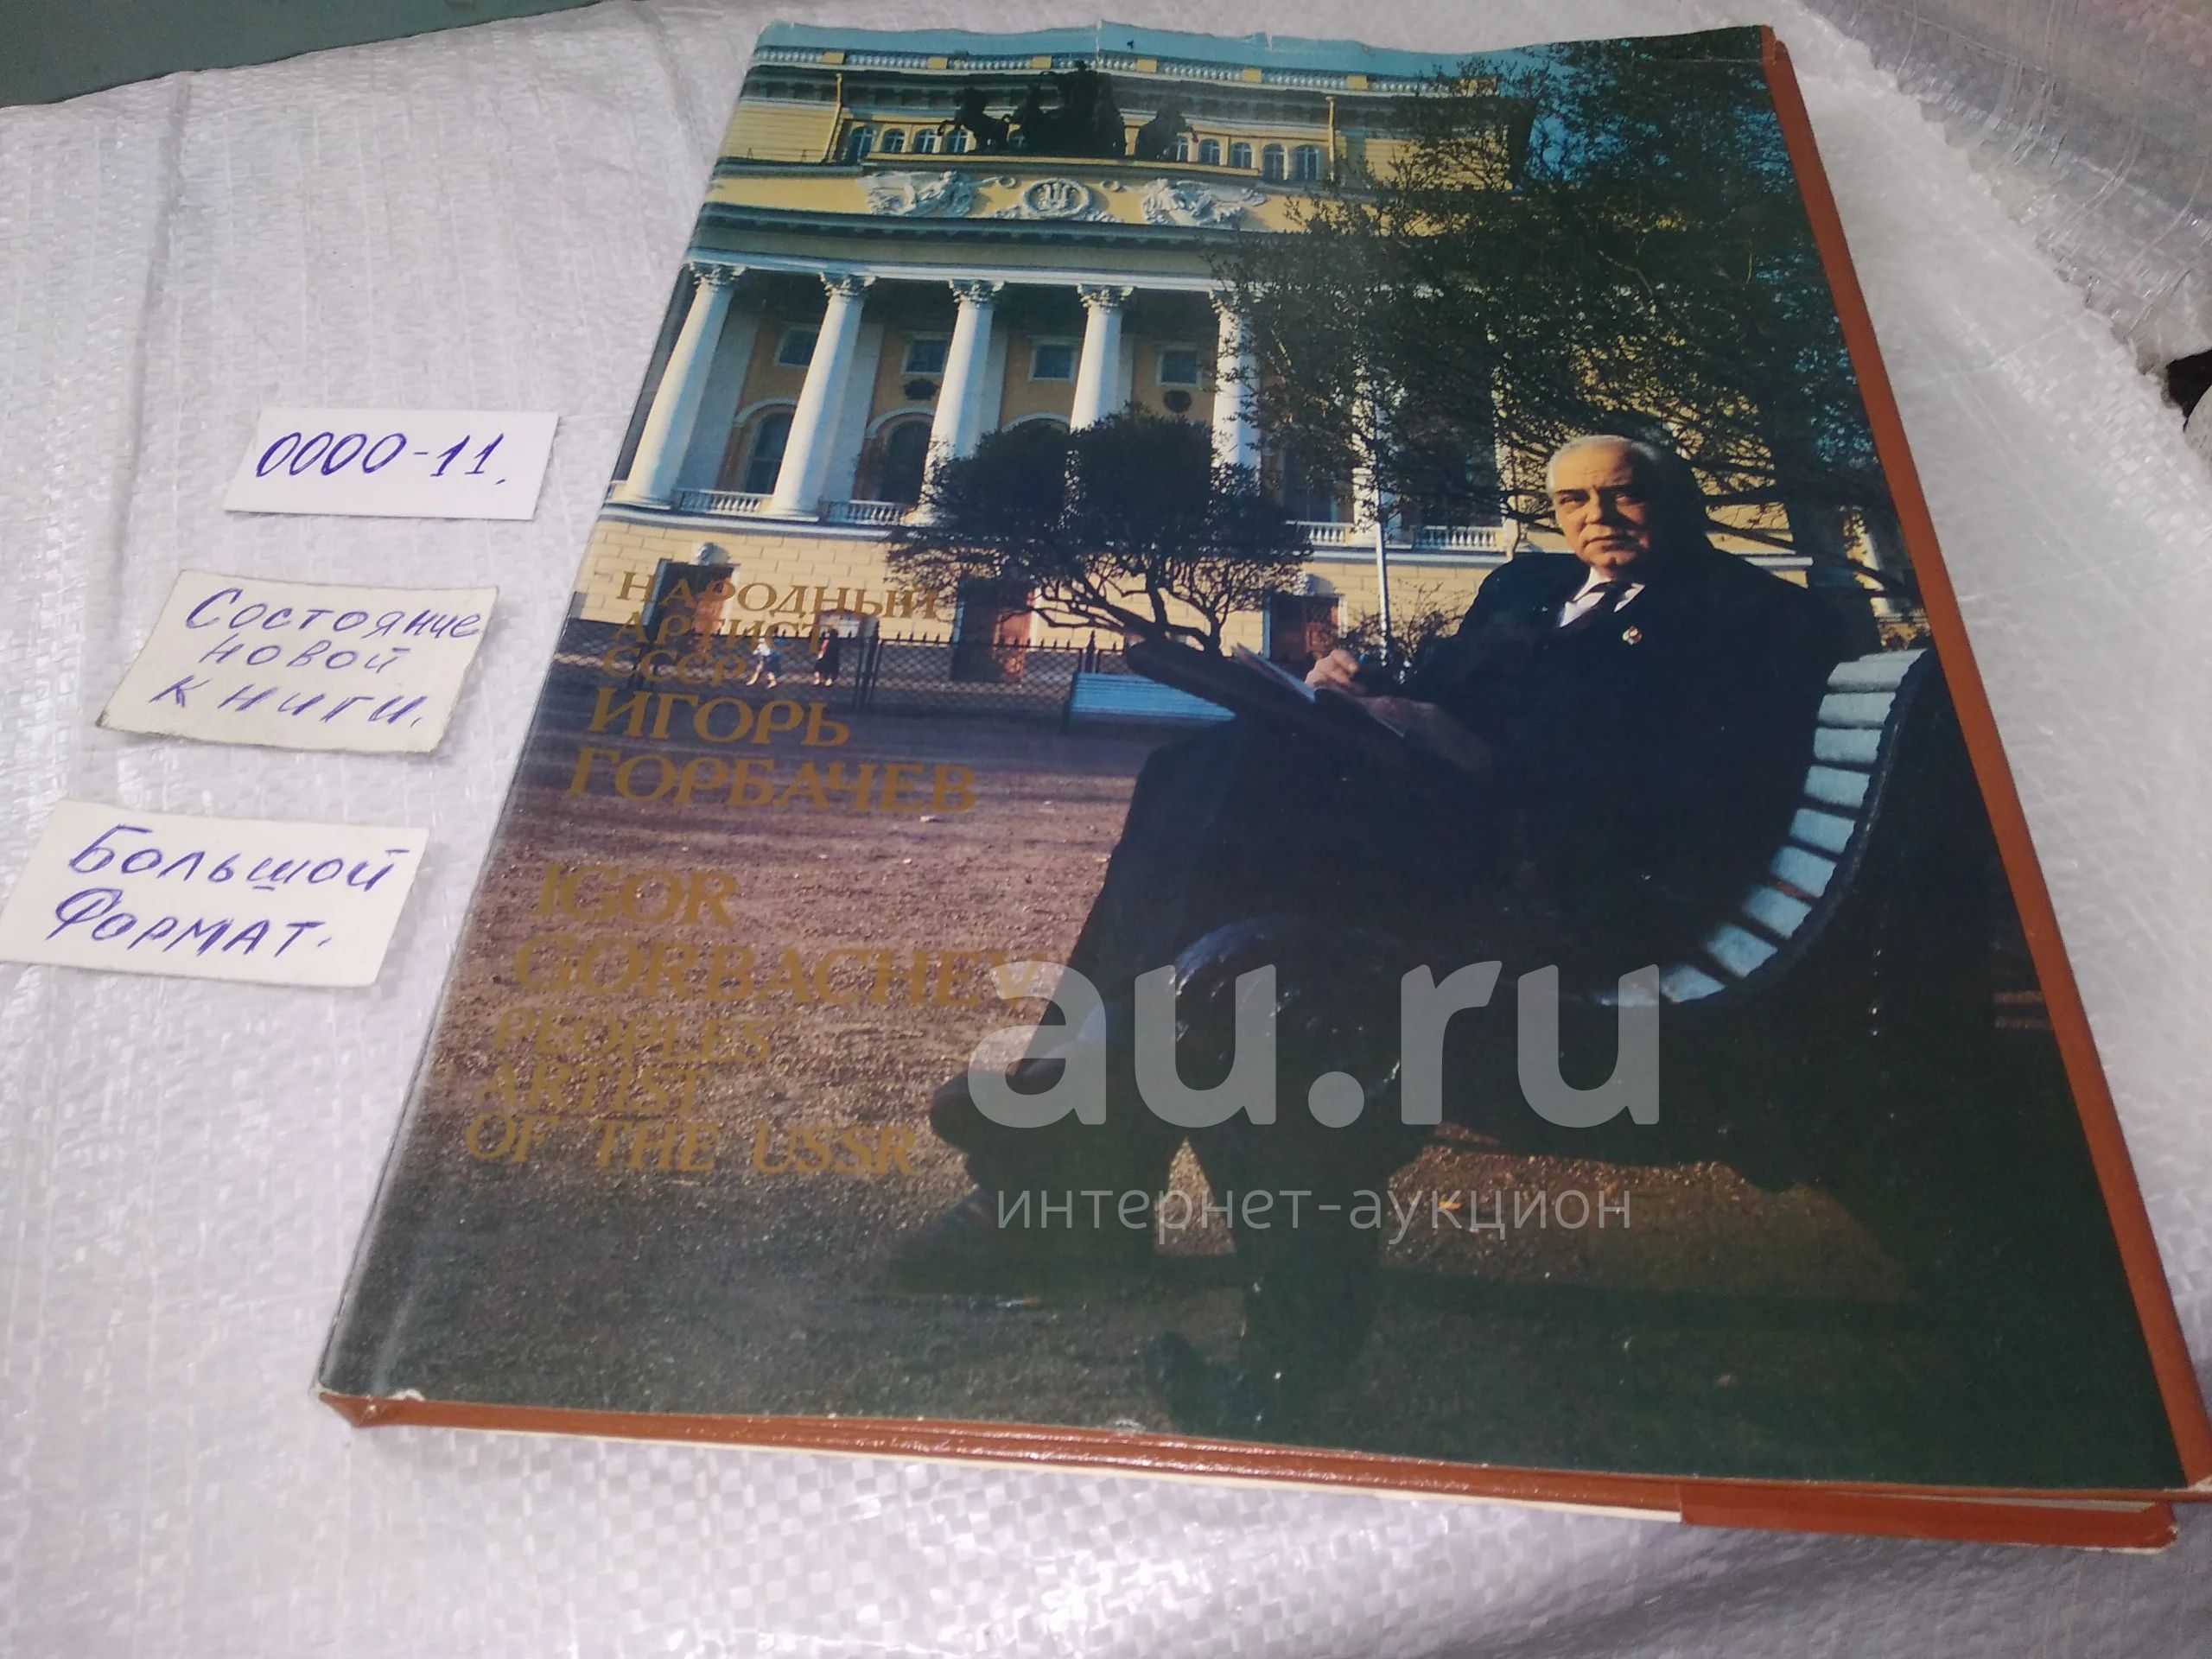 0000-11.
Состояние
новой
книги.
Большой
Формат.
НАРОДНЫЙ
АРТИСТ
СССР
ИГОРЬ
ГОРБАЧЕВ
IGOR
GORBACHEV
PEOPLES'
ARTIST
OF THE USSR
au.ru
интернет-аукцион